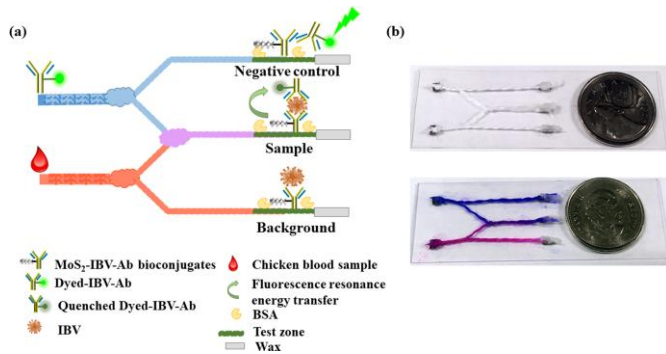 (a)
Negative control
Sample
Background
MoS₂-IBV-Ab bioconjugates
Dyed-IBV-Ab
Quenched Dyed-IBV-Ab
IBV
Chicken blood sample
Fluorescence resonance
energy transfer
BSA
Test zone
Wax
(b)